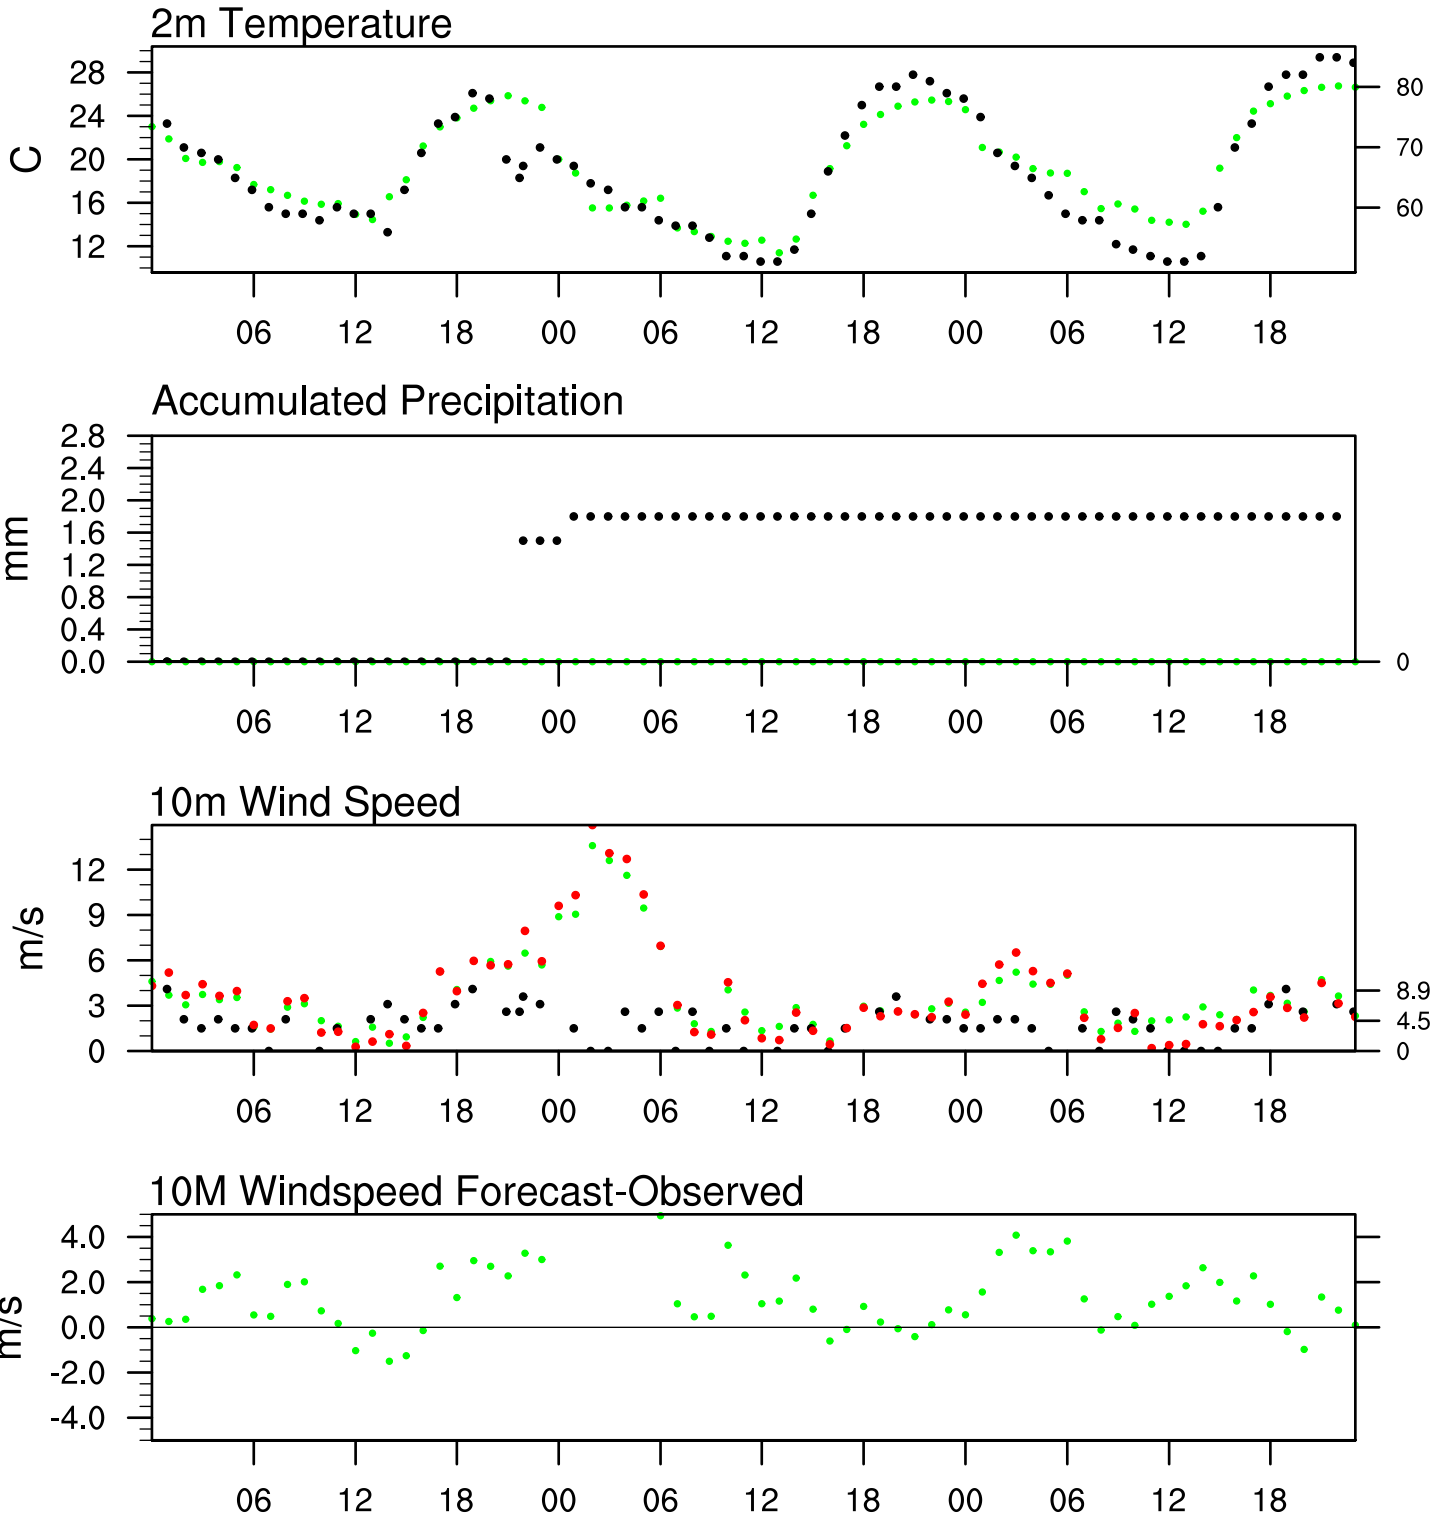 2m Temperature
28
24
20
16
12
C
80
70
60
06 12 18 00 06 12 18 00 06 12 18
Accumulated Precipitation
2.8
2.4
2.0
1.6
1.2
0.8
0.4
0.0
mm
0
06 12 18 00 06 12 18 00 06 12 18
10m Wind Speed
12
9
6
3
0
m/s
8.9
4.5
0
06 12 18 00 06 12 18 00 06 12 18
10M Windspeed Forecast-Observed
4.0
2.0
0.0
-2.0
-4.0
m/s
06 12 18 00 06 12 18 00 06 12 18